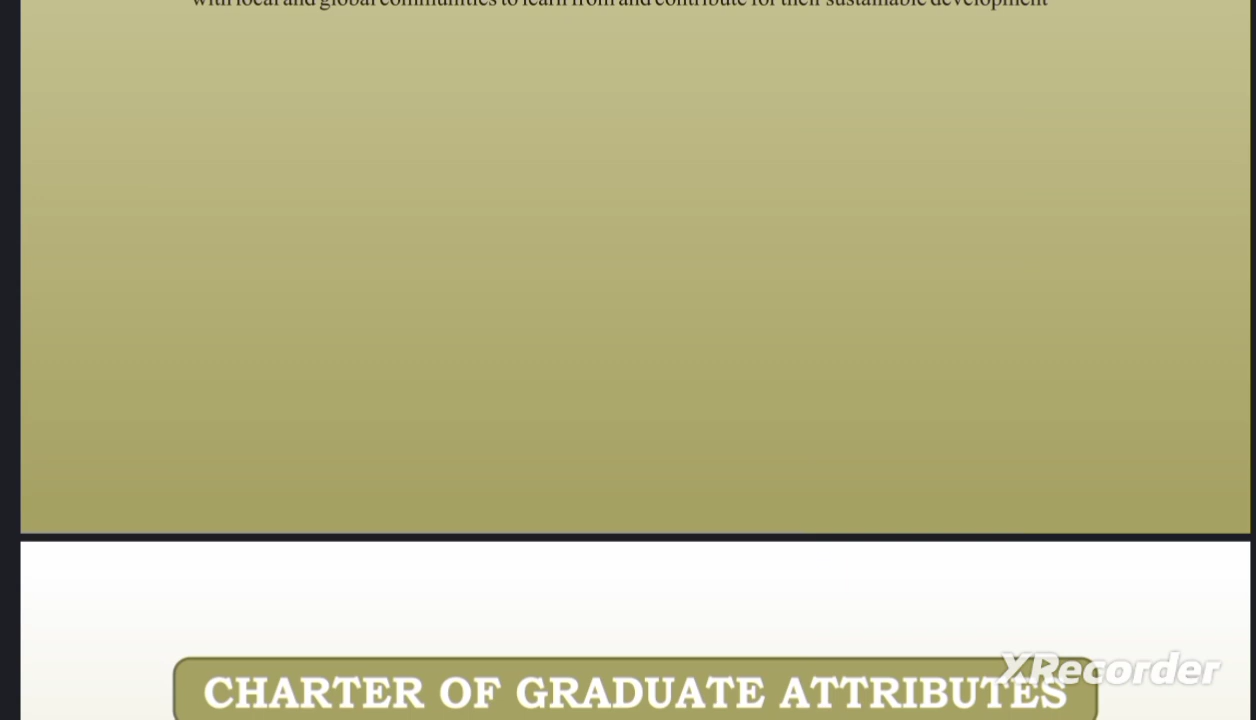 with local and global communities to learn from and contribute for their sustainable development
CHARTER OF GRADUATE ATTRIBUTES
XRecorder